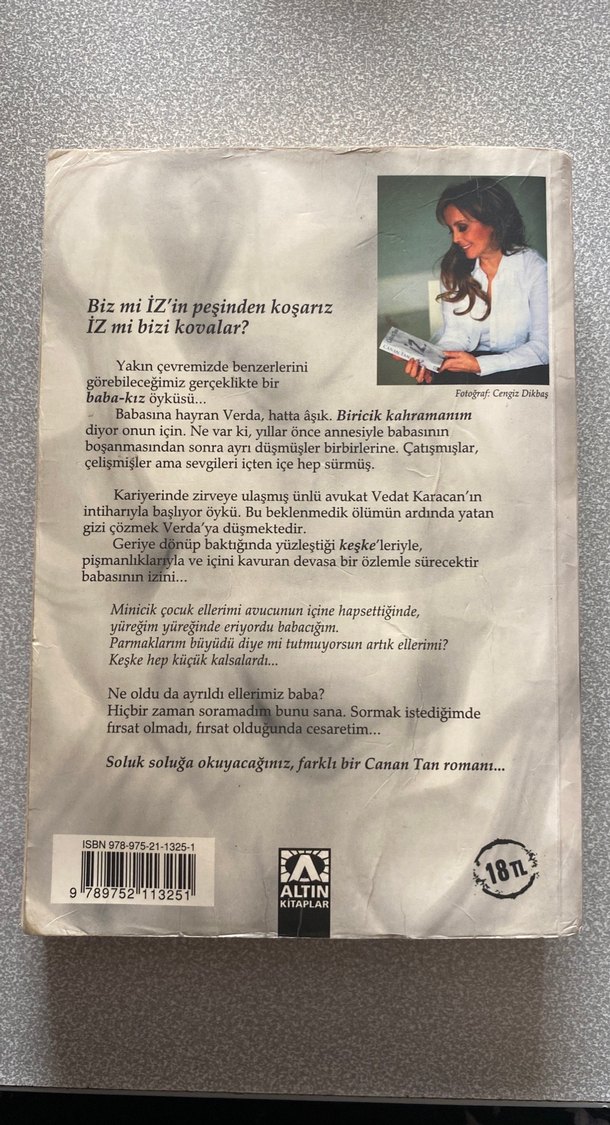 Biz mi İZ'in peşinden koşarız
İZ mi bizi kovalar?
CANAN TAN
İZ
Fotoğraf: Cengiz Dikbaş
Yakın çevremizde benzerlerini
görebileceğimiz gerçeklikte bir
baba-kız öyküsü...
Babasına hayran Verda, hatta âşık. Biricik kahramanım
diyor onun için. Ne var ki, yıllar önce annesiyle babasının
boşanmasından sonra ayrı düşmüşler birbirlerine. Çatışmışlar,
çelişmişler ama sevgileri içten içe hep sürmüş.
Kariyerinde zirveye ulaşmış ünlü avukat Vedat Karacan'ın
intiharıyla başlıyor öykü. Bu beklenmedik ölümün ardında yatan
gizi çözmek Verda'ya düşmektedir.
Geriye dönüp baktığında yüzleştiği keşke'leriyle,
pişmanlıklarıyla ve içini kavuran devasa bir özlemle sürecektir
babasının izini...
Minicik çocuk ellerimi avucunun içine hapsettiğinde,
yüreğim yüreğinde eriyordu babacığım.
Parmaklarım büyüdü diye mi tutmuyorsun artık ellerimi?
Keşke hep küçük kalsalardı...
Ne oldu da ayrıldı ellerimiz baba?
Hiçbir zaman soramadım bunu sana. Sormak istediğimde
fırsat olmadı, fırsat olduğunda cesaretim...
Soluk soluğa okuyacağınız, farklı bir Canan Tan romanı...
ISBN 978-975-21-1325-1
9 789752 113251
ALTIN
KİTAPLAR
18 TL